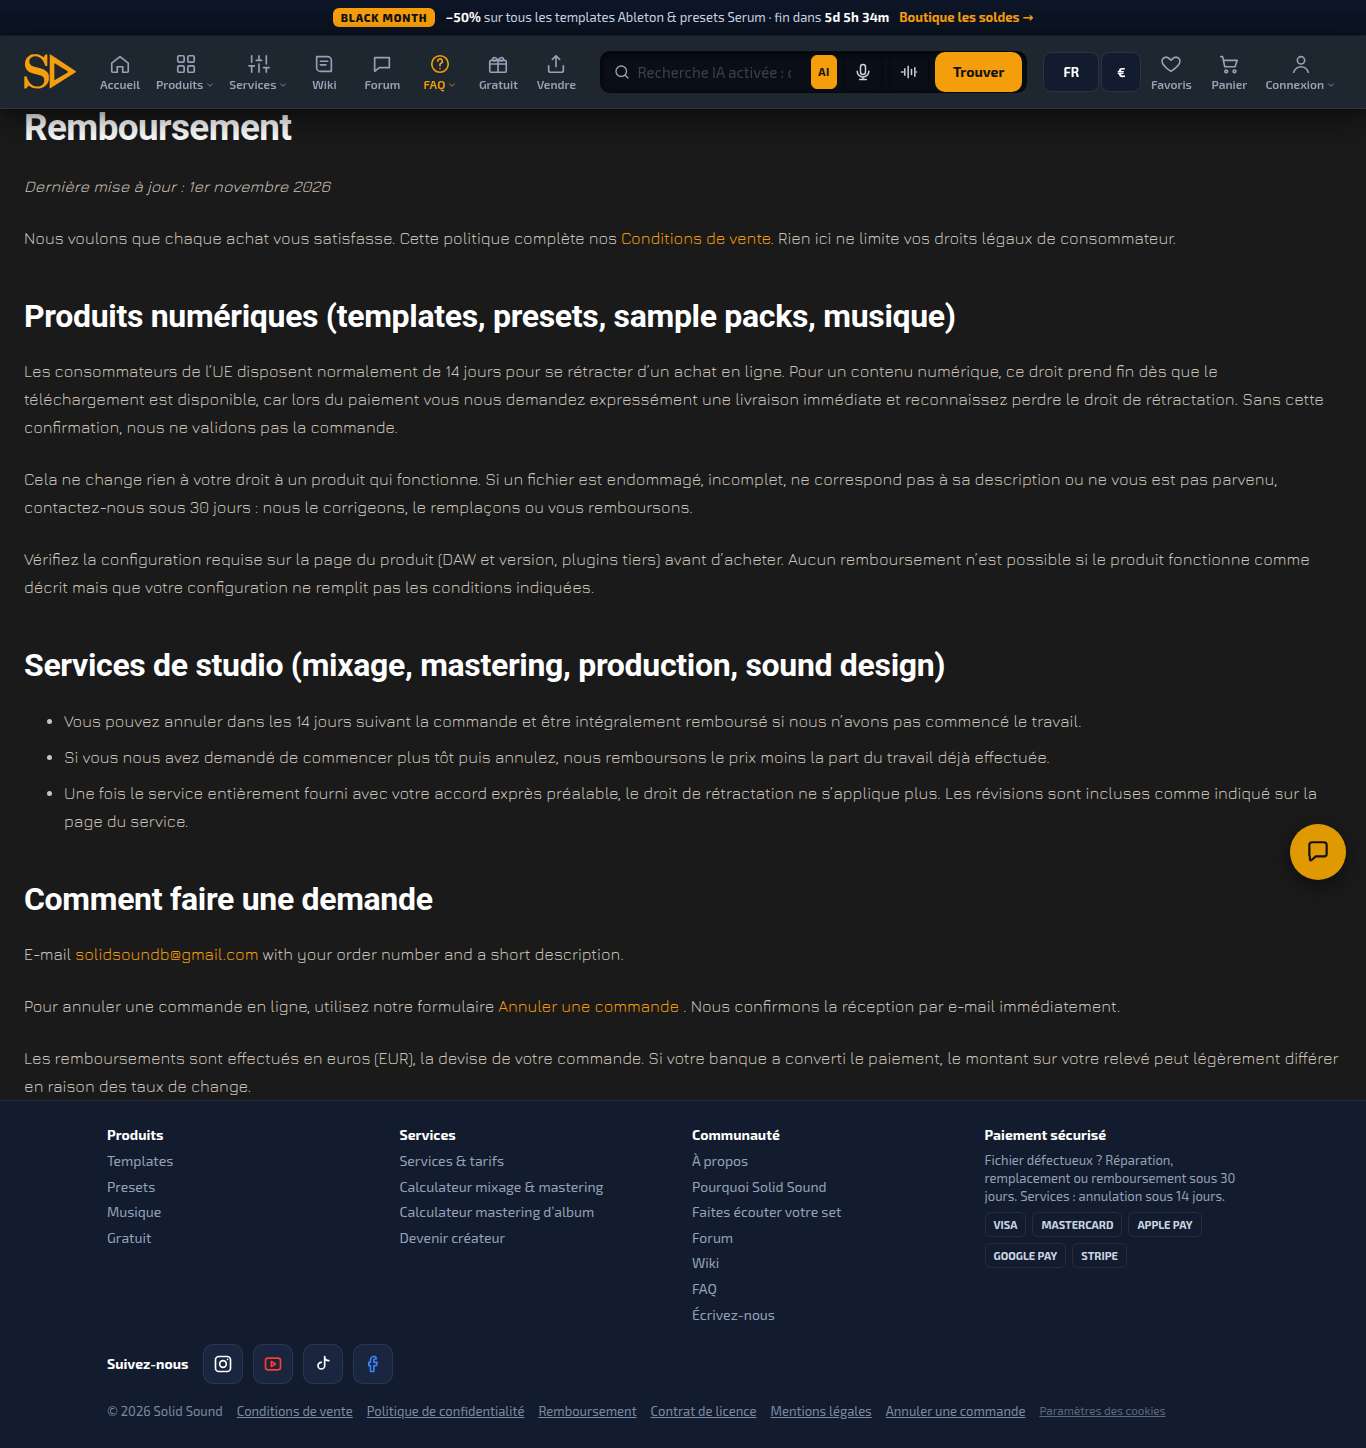 BLACK MONTH −50% sur tous les templates Ableton & presets Serum · fin dans 5d 5h 34m Boutique les soldes →
SD
Accueil Produits Services Wiki Forum FAQ Gratuit Vendre
Recherche IA activée : c AI Trouver
FR € Favoris Panier Connexion
Remboursement
Dernière mise à jour : 1er novembre 2026
Nous voulons que chaque achat vous satisfasse. Cette politique complète nos Conditions de vente. Rien ici ne limite vos droits légaux de consommateur.
Produits numériques (templates, presets, sample packs, musique)
Les consommateurs de l’UE disposent normalement de 14 jours pour se rétracter d’un achat en ligne. Pour un contenu numérique, ce droit prend fin dès que le
téléchargement est disponible, car lors du paiement vous nous demandez expressément une livraison immédiate et reconnaissez perdre le droit de rétractation. Sans cette
confirmation, nous ne validons pas la commande.
Cela ne change rien à votre droit à un produit qui fonctionne. Si un fichier est endommagé, incomplet, ne correspond pas à sa description ou ne vous est pas parvenu,
contactez-nous sous 30 jours : nous le corrigeons, le remplaçons ou vous remboursons.
Vérifiez la configuration requise sur la page du produit (DAW et version, plugins tiers) avant d’acheter. Aucun remboursement n’est possible si le produit fonctionne comme
décrit mais que votre configuration ne remplit pas les conditions indiquées.
Services de studio (mixage, mastering, production, sound design)
• Vous pouvez annuler dans les 14 jours suivant la commande et être intégralement remboursé si nous n’avons pas commencé le travail.
• Si vous nous avez demandé de commencer plus tôt puis annulez, nous remboursons le prix moins la part du travail déjà effectuée.
• Une fois le service entièrement fourni avec votre accord exprès préalable, le droit de rétractation ne s’applique plus. Les révisions sont incluses comme indiqué sur la
page du service.
Comment faire une demande
E-mail solidsoundb@gmail.com with your order number and a short description.
Pour annuler une commande en ligne, utilisez notre formulaire Annuler une commande . Nous confirmons la réception par e-mail immédiatement.
Les remboursements sont effectués en euros (EUR), la devise de votre commande. Si votre banque a converti le paiement, le montant sur votre relevé peut légèrement différer
en raison des taux de change.
Produits
Templates
Presets
Musique
Gratuit
Services
Services & tarifs
Calculateur mixage & mastering
Calculateur mastering d’album
Devenir créateur
Communauté
À propos
Pourquoi Solid Sound
Faites écouter votre set
Forum
Wiki
FAQ
Écrivez-nous
Paiement sécurisé
Fichier défectueux ? Réparation,
remplacement ou remboursement sous 30
jours. Services : annulation sous 14 jours.
VISA MASTERCARD APPLE PAY
GOOGLE PAY STRIPE
Suivez-nous
© 2026 Solid Sound Conditions de vente Politique de confidentialité Remboursement Contrat de licence Mentions légales Annuler une commande Paramètres des cookies